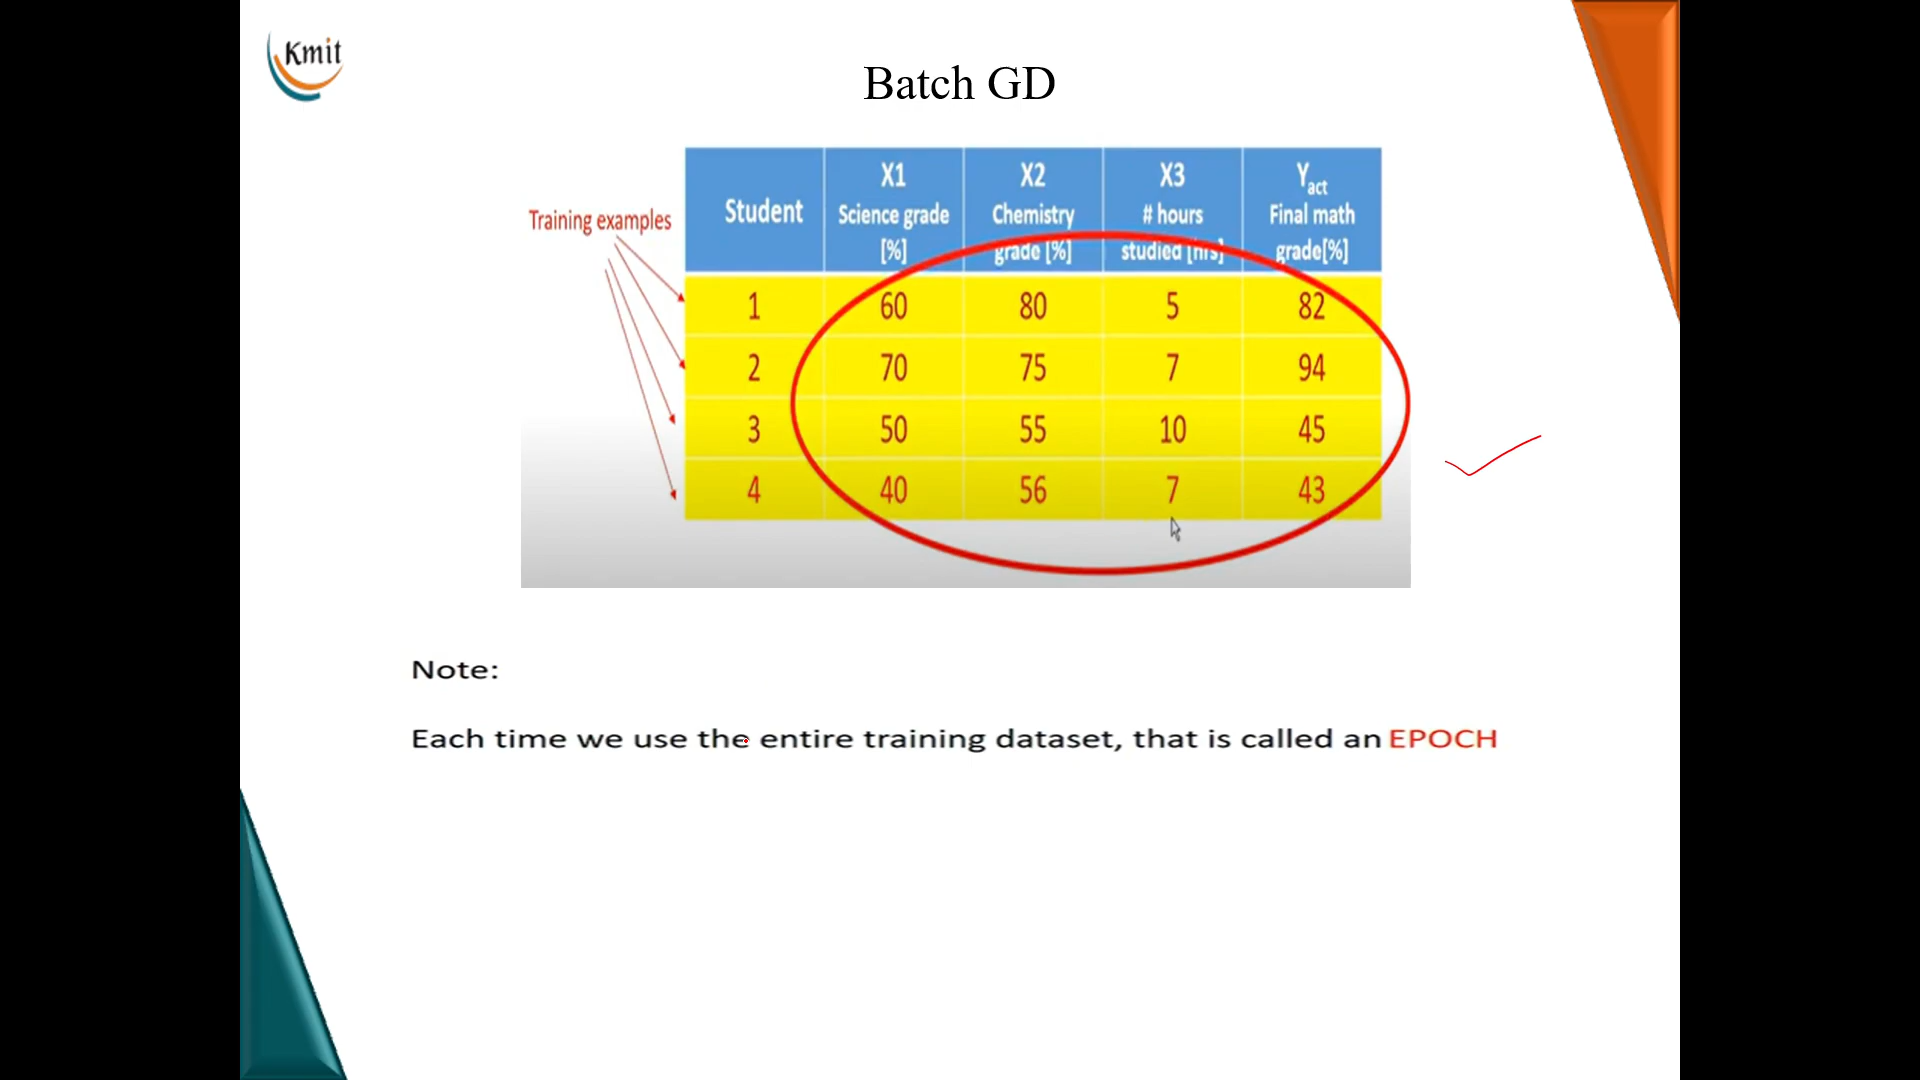 Kmit
Batch GD
Training examples
Student
X1
Science grade
[%]
X2
Chemistry
grade [%]
X3
# hours
studied [hrs]
Yact
Final math
grade[%]
1 60 80 5 82
2 70 75 7 94
3 50 55 10 45
4 40 56 7 43
Note:
Each time we use the entire training dataset, that is called an EPOCH